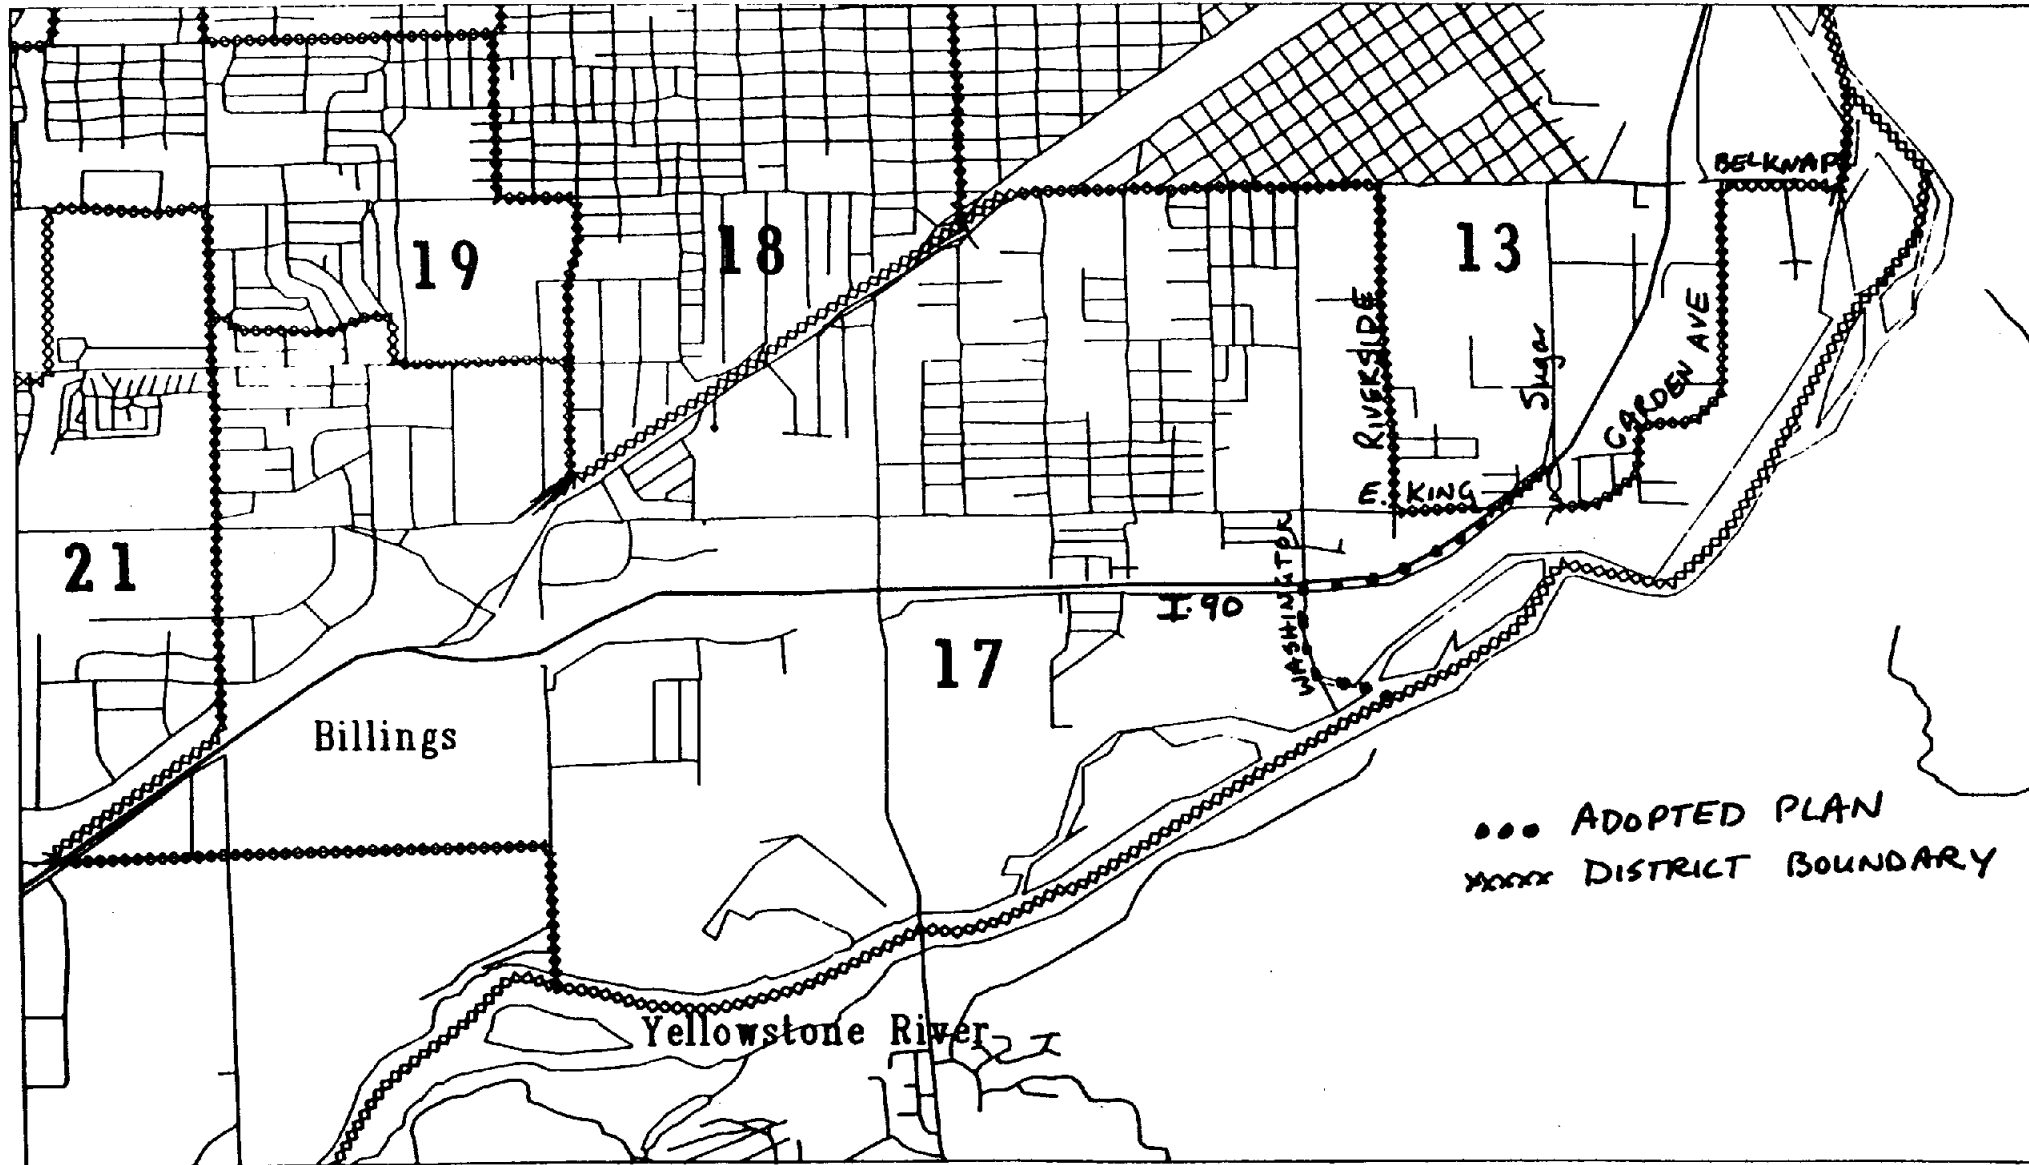 BELKNAP
19
18
13
E. RIVERSIDE
Sugar
GARDEN AVE
KING
21
WASHINGTON
I-90
17
Billings
••• ADOPTED PLAN
xxxxx DISTRICT BOUNDARY
Yellowstone River